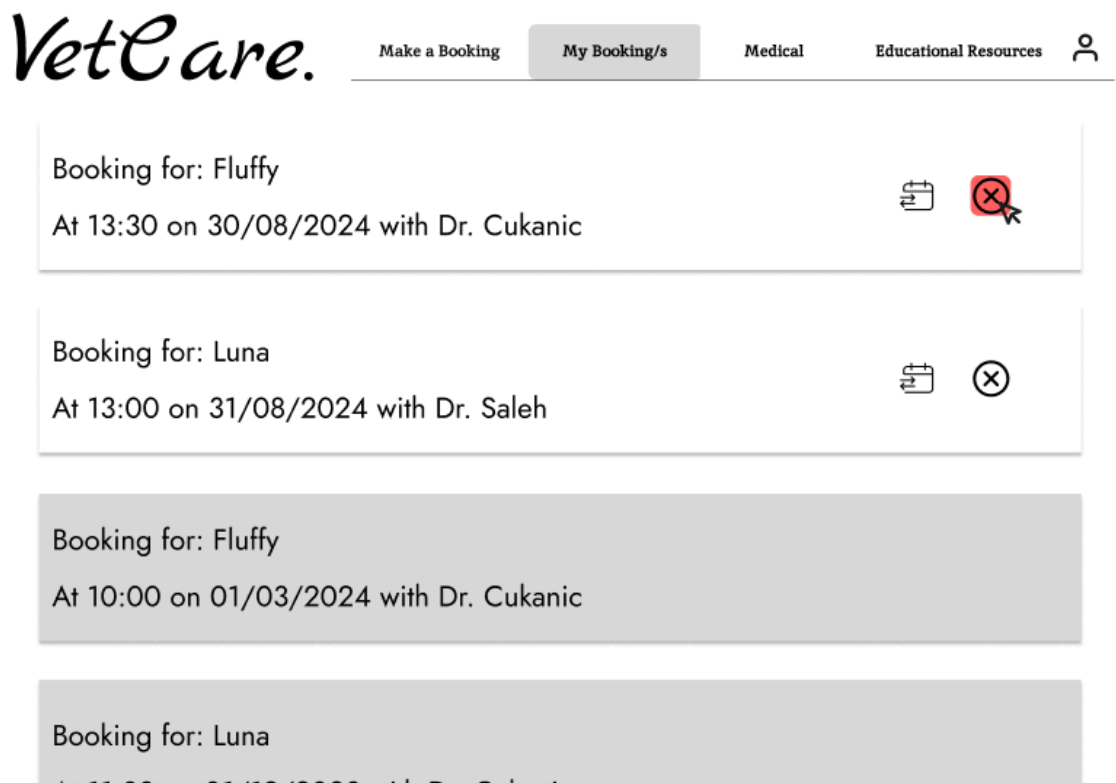 VetCare.
Make a Booking
My Booking/s
Medical
Educational Resources
Booking for: Fluffy
At 13:30 on 30/08/2024 with Dr. Cukanic
Booking for: Luna
At 13:00 on 31/08/2024 with Dr. Saleh
Booking for: Fluffy
At 10:00 on 01/03/2024 with Dr. Cukanic
Booking for: Luna